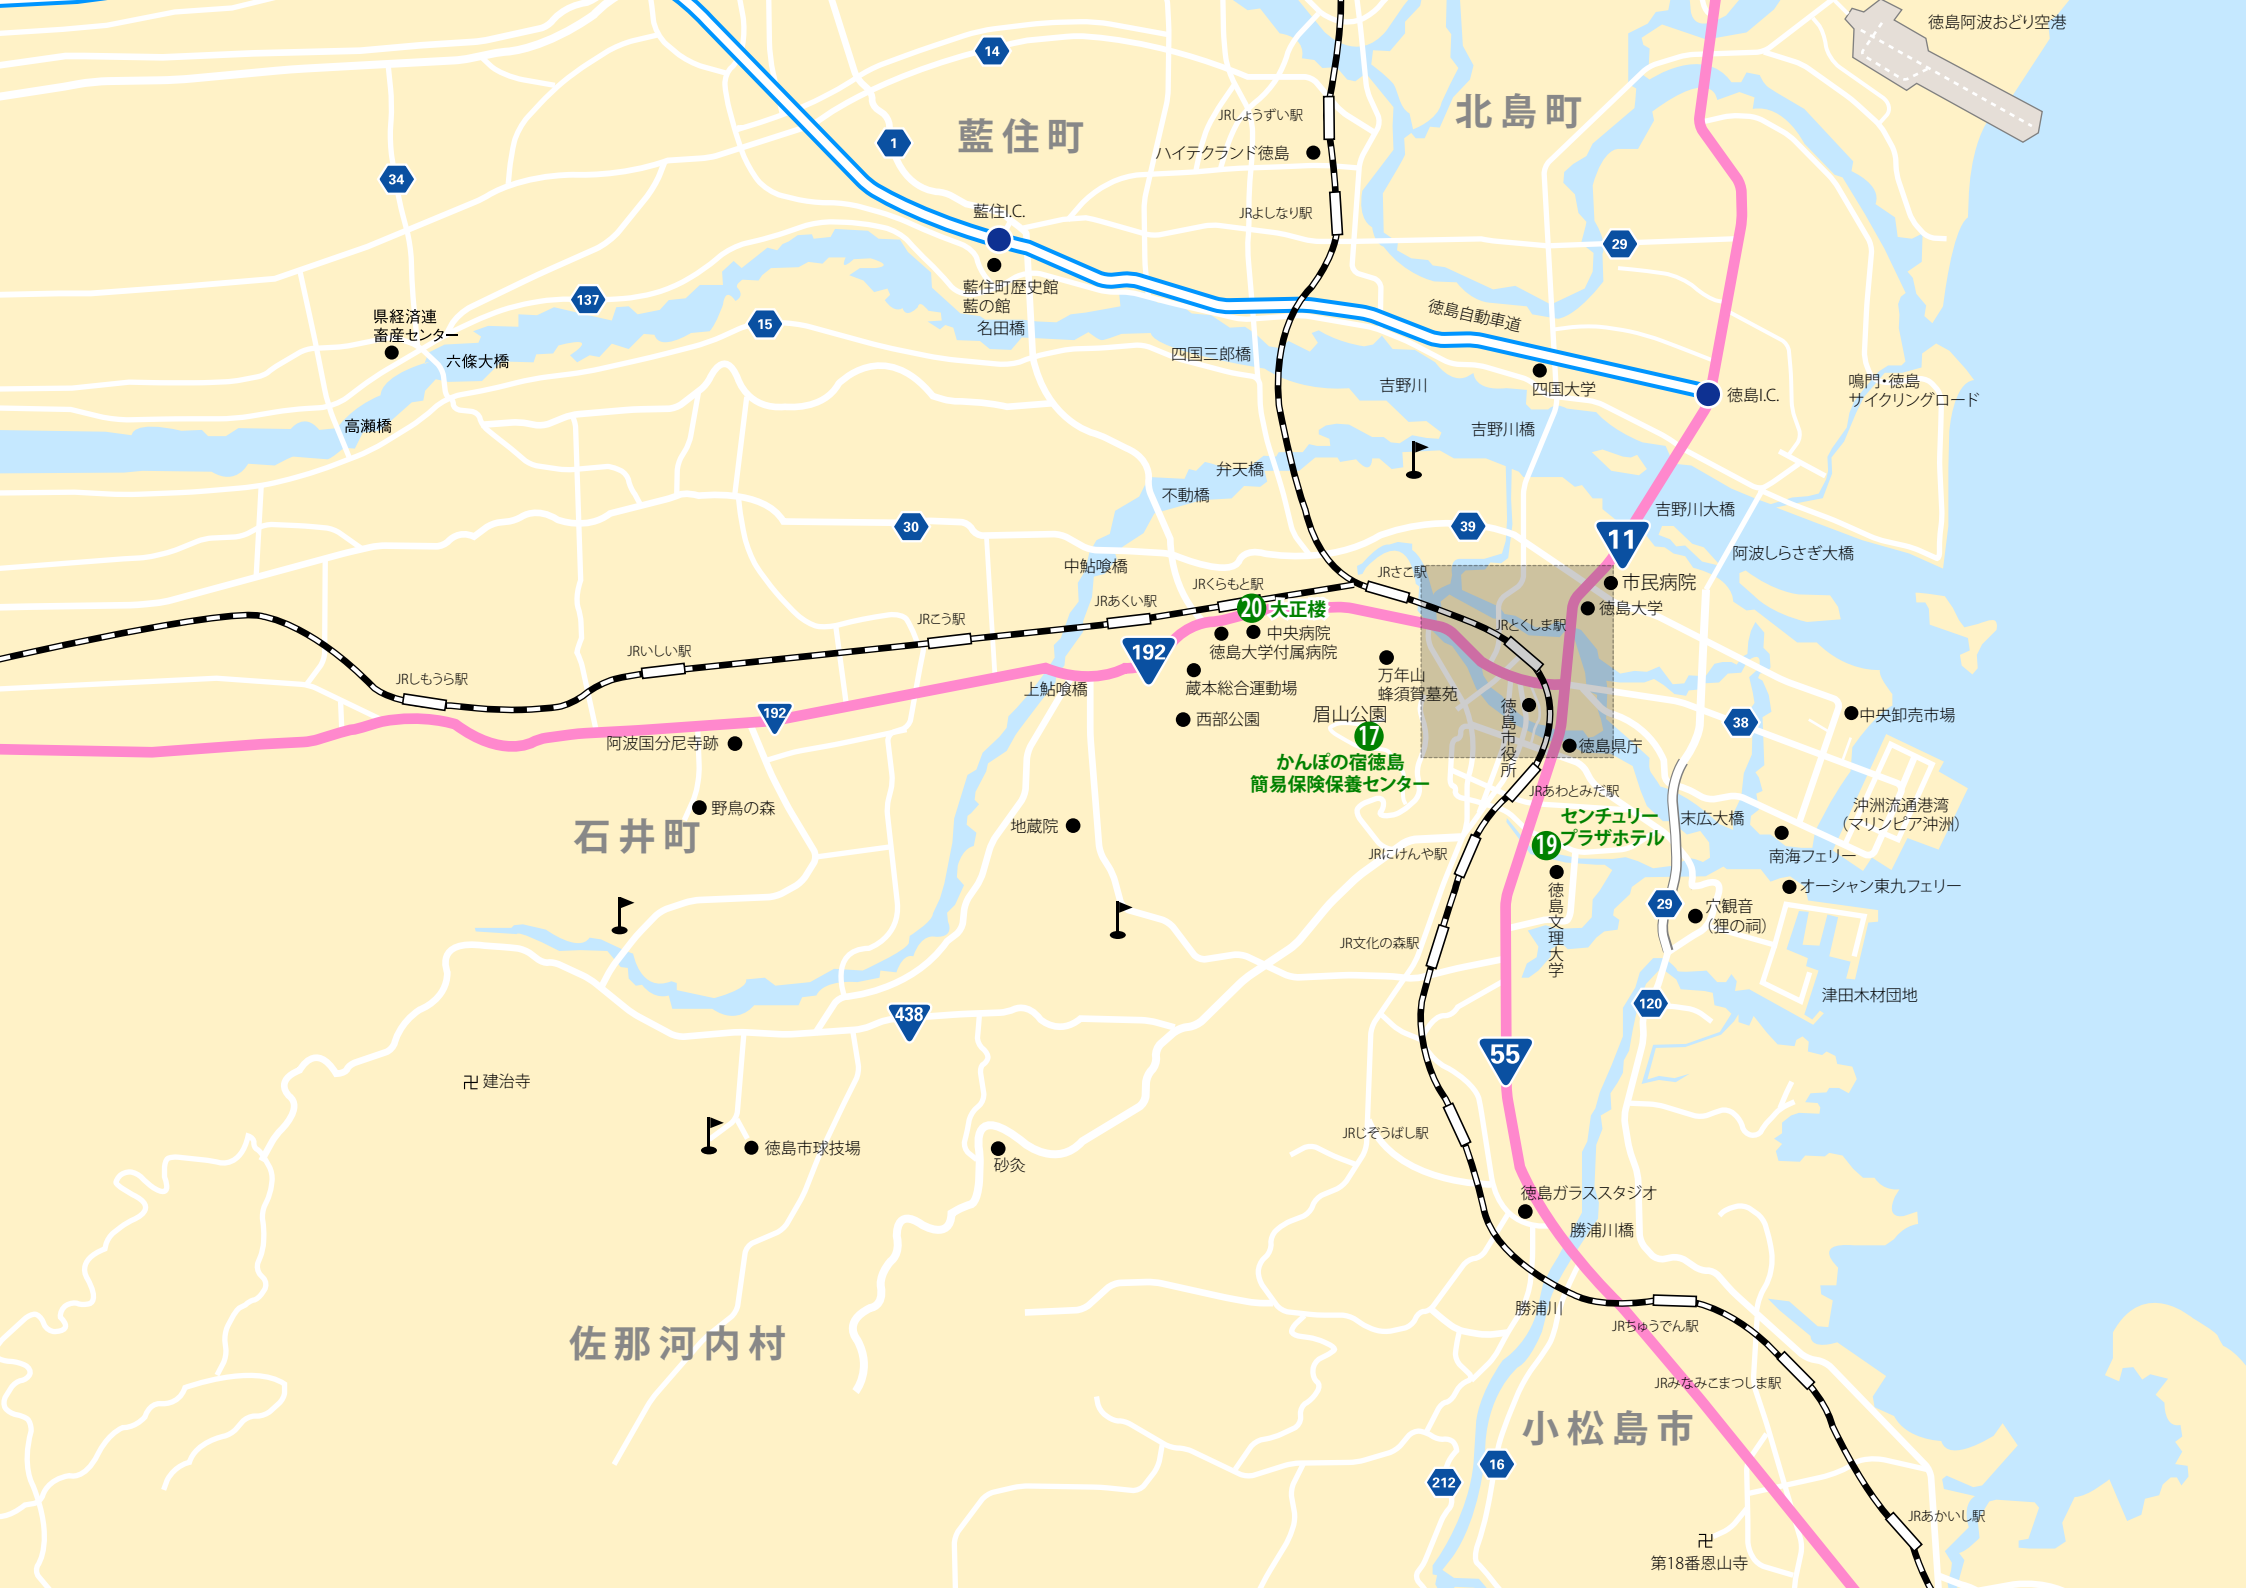 徳島阿波おどり空港
14
北島町
JRしょうずい駅
藍住町
1
ハイテクランド徳島
34
藍住I.C.
JRよしなり駅
29
藍住町歴史館
藍の館
137
県経済連
畜産センター
15
名田橋
徳島自動車道
六條大橋
四国三郎橋
吉野川
四国大学
徳島I.C.
鳴門・徳島
サイクリングロード
高瀬橋
吉野川橋
弁天橋
不動橋
吉野川大橋
30
39
11
阿波しらさぎ大橋
中鮎喰橋
JRくらもと駅
JRさこ駅
市民病院
JRあくい駅
20
大正楼
徳島大学
JRこう駅
JRとくしま駅
中央病院
徳島大学付属病院
JRいしい駅
192
万年山
蜂須賀墓苑
JRしもうら駅
上鮎喰橋
蔵本総合運動場
192
西部公園
眉山公園
徳島市役所
38
中央卸売市場
17
阿波国分尼寺跡
徳島県庁
かんぽの宿徳島
簡易保険保養センター
JRあわとみだ駅
野鳥の森
石井町
地蔵院
センチュリー
プラザホテル
19
末広大橋
沖洲流通港湾
（マリンピア沖洲）
JRにけんや駅
南海フェリー
徳島文理大学
オーシャン東九フェリー
29
穴観音
（狸の祠）
JR文化の森駅
津田木材団地
120
438
55
卍 建治寺
JRじぞうばし駅
徳島市球技場
砂灸
徳島ガラススタジオ
勝浦川橋
勝浦川
JRちゅうでん駅
佐那河内村
JRみなみこまつしま駅
小松島市
16
212
JRあかいし駅
卍
第18番恩山寺